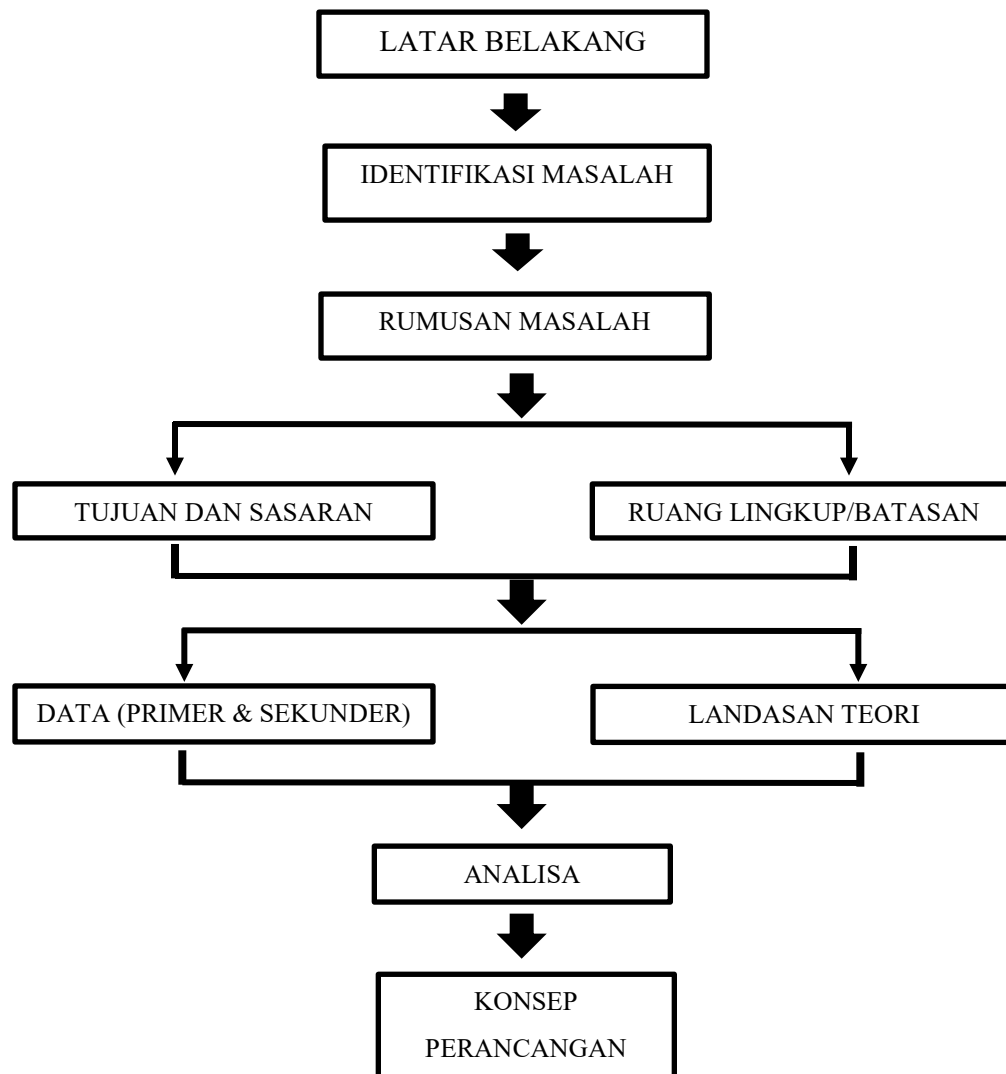 LATAR BELAKANG
IDENTIFIKASI MASALAH
RUMUSAN MASALAH
TUJUAN DAN SASARAN
RUANG LINGKUP/BATASAN
DATA (PRIMER & SEKUNDER)
LANDASAN TEORI
ANALISA
KONSEP
PERANCANGAN